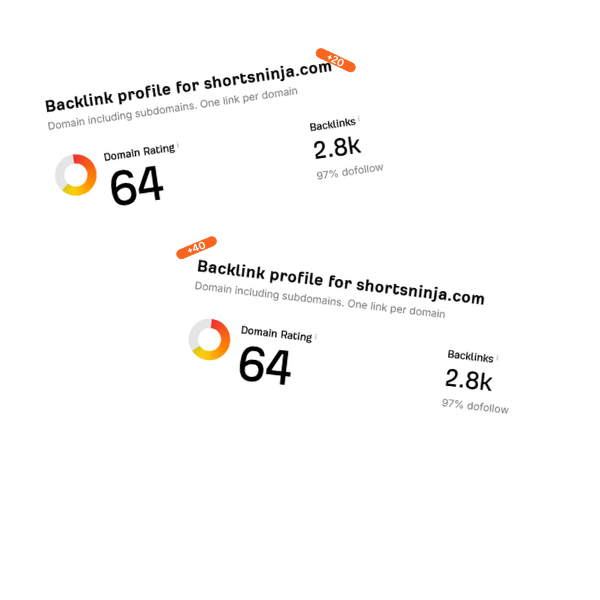 +20
Backlink profile for shortsninja.com
Domain including subdomains. One link per domain
Domain Rating i
64
Backlinks i
2.8k
97% dofollow
+40
Backlink profile for shortsninja.com
Domain including subdomains. One link per domain
Domain Rating i
64
Backlinks i
2.8k
97% dofollow